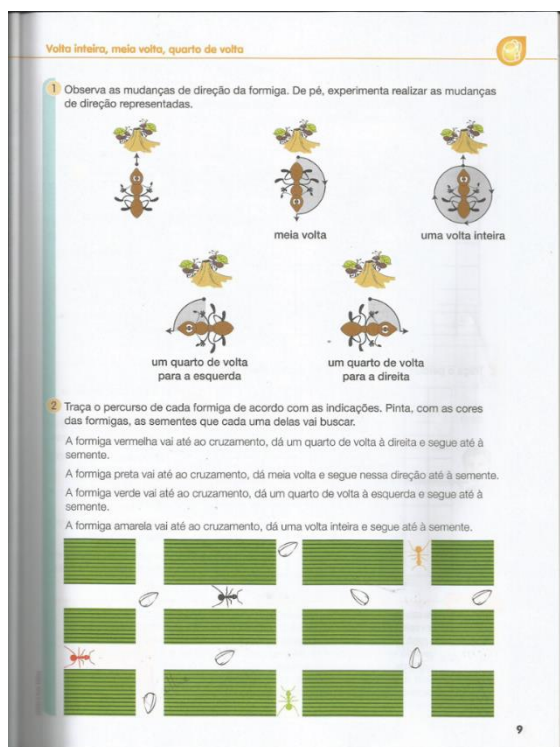 Volta inteira, meia volta, quarto de volta
1 Observa as mudanças de direção da formiga. De pé, experimenta realizar as mudanças
de direção representadas.
meia volta
uma volta inteira
um quarto de volta
para a esquerda
um quarto de volta
para a direita
2 Traça o percurso de cada formiga de acordo com as indicações. Pinta, com as cores
das formigas, as sementes que cada uma delas vai buscar.
A formiga vermelha vai até ao cruzamento, dá um quarto de volta à direita e segue até à
semente.
A formiga preta vai até ao cruzamento, dá meia volta e segue nessa direção até à semente.
A formiga verde vai até ao cruzamento, dá um quarto de volta à esquerda e segue até à
semente.
A formiga amarela vai até ao cruzamento, dá uma volta inteira e segue até à semente.
9